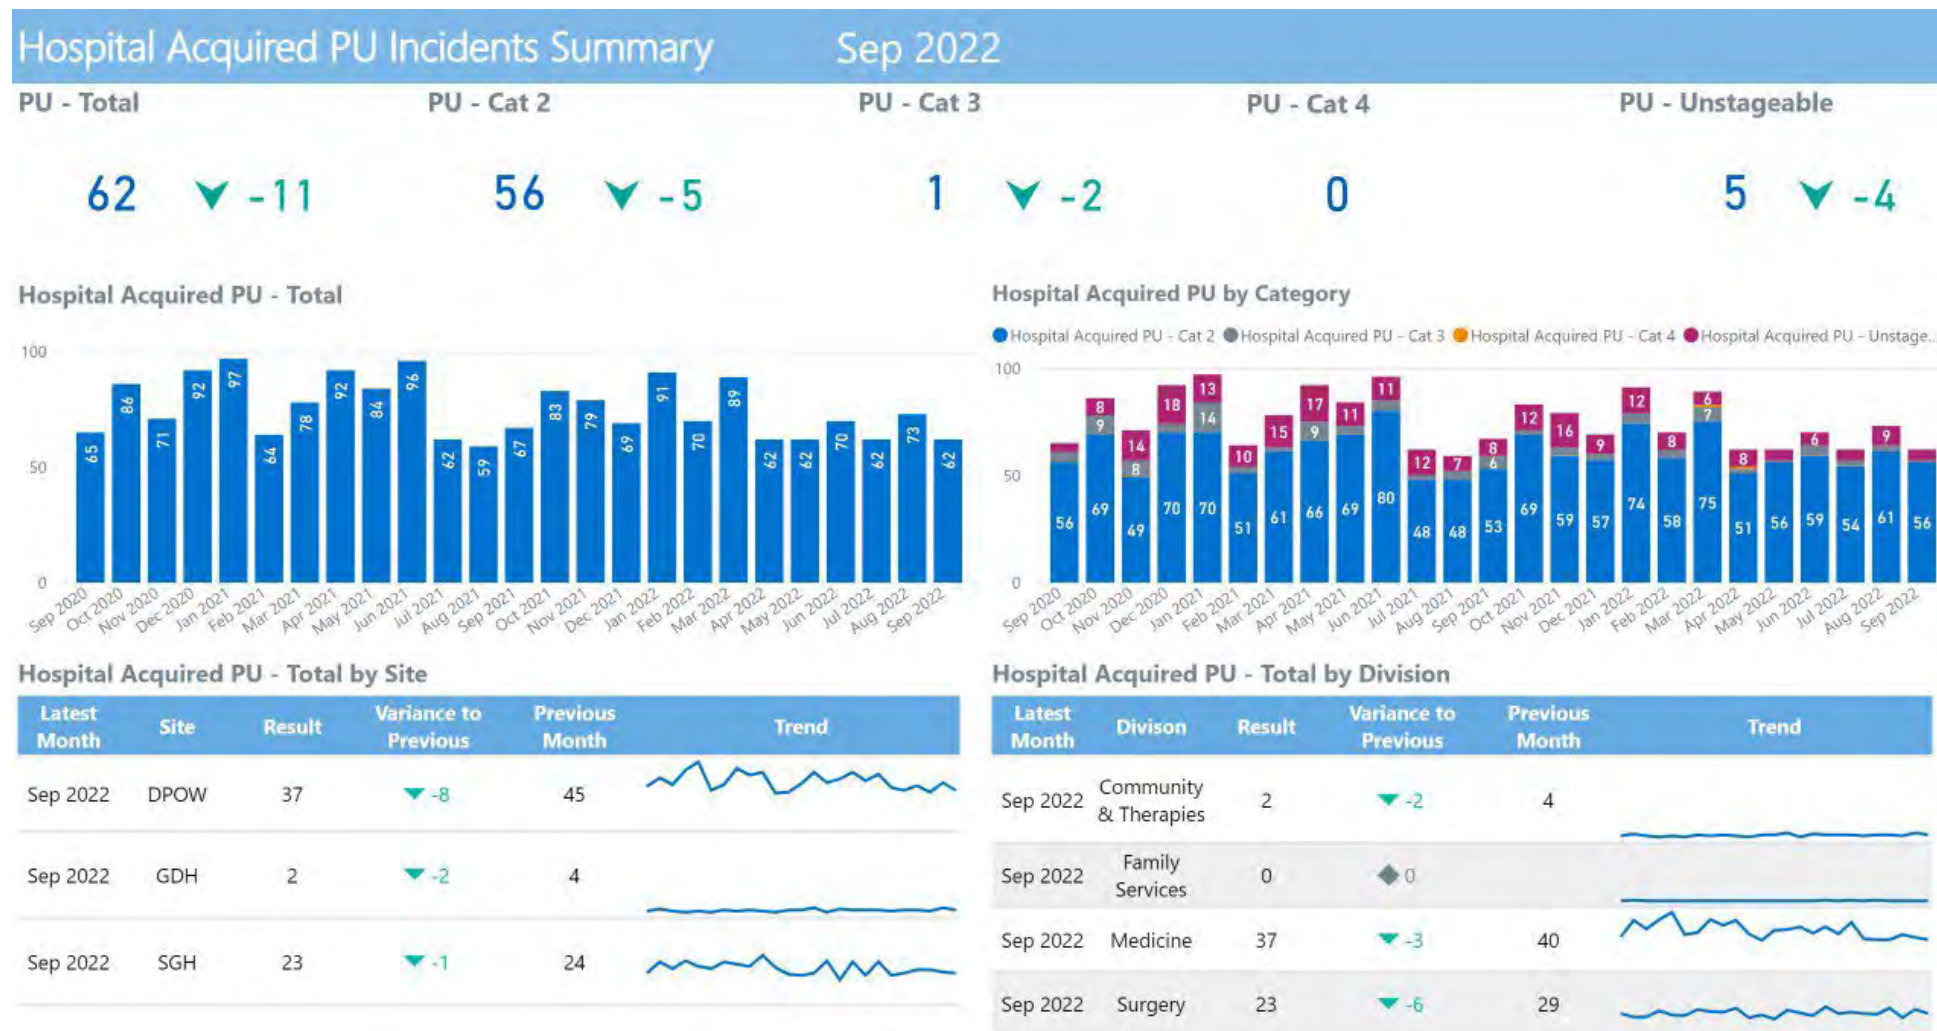 Hospital Acquired PU Incidents Summary Sep 2022
PU - Total PU - Cat 2 PU - Cat 3 PU - Cat 4 PU - Unstageable
62 -11 56 -5 1 -2 0 5 -4
Hospital Acquired PU - Total
100
50
0
65 86 71 92 97 64 78 92 84 96 62 59 67 83 79 69 91 70 89 62 62 70 62 73 62
Sep 2020 Oct 2020 Nov 2020 Dec 2020 Jan 2021 Feb 2021 Mar 2021 Apr 2021 May 2021 Jun 2021 Jul 2021 Aug 2021 Sep 2021 Oct 2021 Nov 2021 Dec 2021 Jan 2022 Feb 2022 Mar 2022 Apr 2022 May 2022 Jun 2022 Jul 2022 Aug 2022 Sep 2022
Hospital Acquired PU by Category
Hospital Acquired PU - Cat 2 Hospital Acquired PU - Cat 3 Hospital Acquired PU - Cat 4 Hospital Acquired PU - Unstage...
100
50
0
8 14 18 13 10 15 17 11 11 12 7 8 12 16 9 12 8 6 8 6 9
9 8 14 9 6 7
56 69 49 70 70 51 61 66 69 80 48 48 53 69 59 57 74 58 75 51 56 59 54 61 56
Sep 2020 Oct 2020 Nov 2020 Dec 2020 Jan 2021 Feb 2021 Mar 2021 Apr 2021 May 2021 Jun 2021 Jul 2021 Aug 2021 Sep 2021 Oct 2021 Nov 2021 Dec 2021 Jan 2022 Feb 2022 Mar 2022 Apr 2022 May 2022 Jun 2022 Jul 2022 Aug 2022 Sep 2022
Hospital Acquired PU - Total by Site
Latest Month Site Result Variance to Previous Previous Month Trend
Sep 2022 DPOW 37 -8 45
Sep 2022 GDH 2 -2 4
Sep 2022 SGH 23 -1 24
Hospital Acquired PU - Total by Division
Latest Month Divison Result Variance to Previous Previous Month Trend
Sep 2022 Community & Therapies 2 -2 4
Sep 2022 Family Services 0 0
Sep 2022 Medicine 37 -3 40
Sep 2022 Surgery 23 -6 29